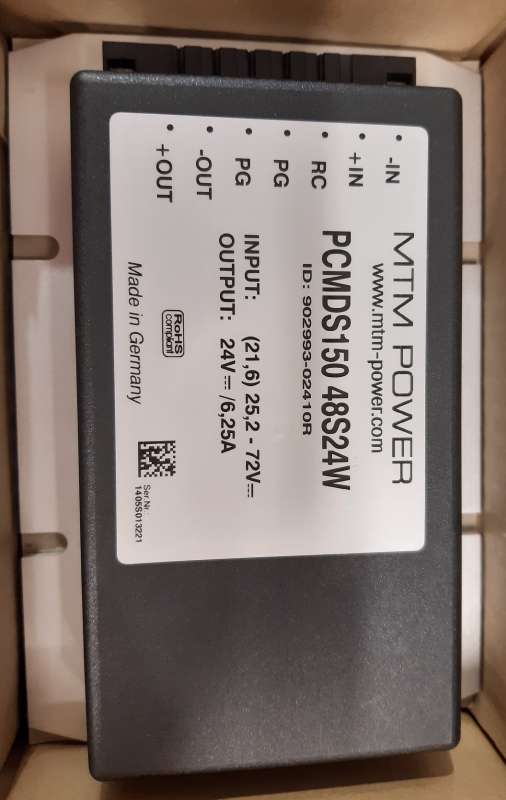 MTM POWER
www.mtm-power.com
PCMDS150 48S24W
ID: 902993-02410R
INPUT: (21,6) 25,2 - 72V⎓
OUTPUT: 24V⎓ /6,25A
RoHS
compliant
Made in Germany
Ser.Nr.:
1405S013221
• -IN
• +IN
• RC
• PG
• PG
• -OUT
• +OUT